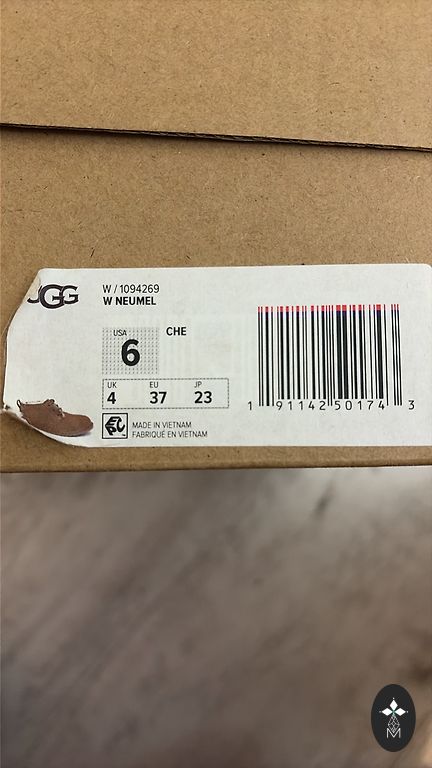 UGG
W / 1094269
W NEUMEL
USA
6
CHE
UK EU JP
4 37 23
MADE IN VIETNAM
FABRIQUÉ EN VIETNAM
1 91142 50174 3
M